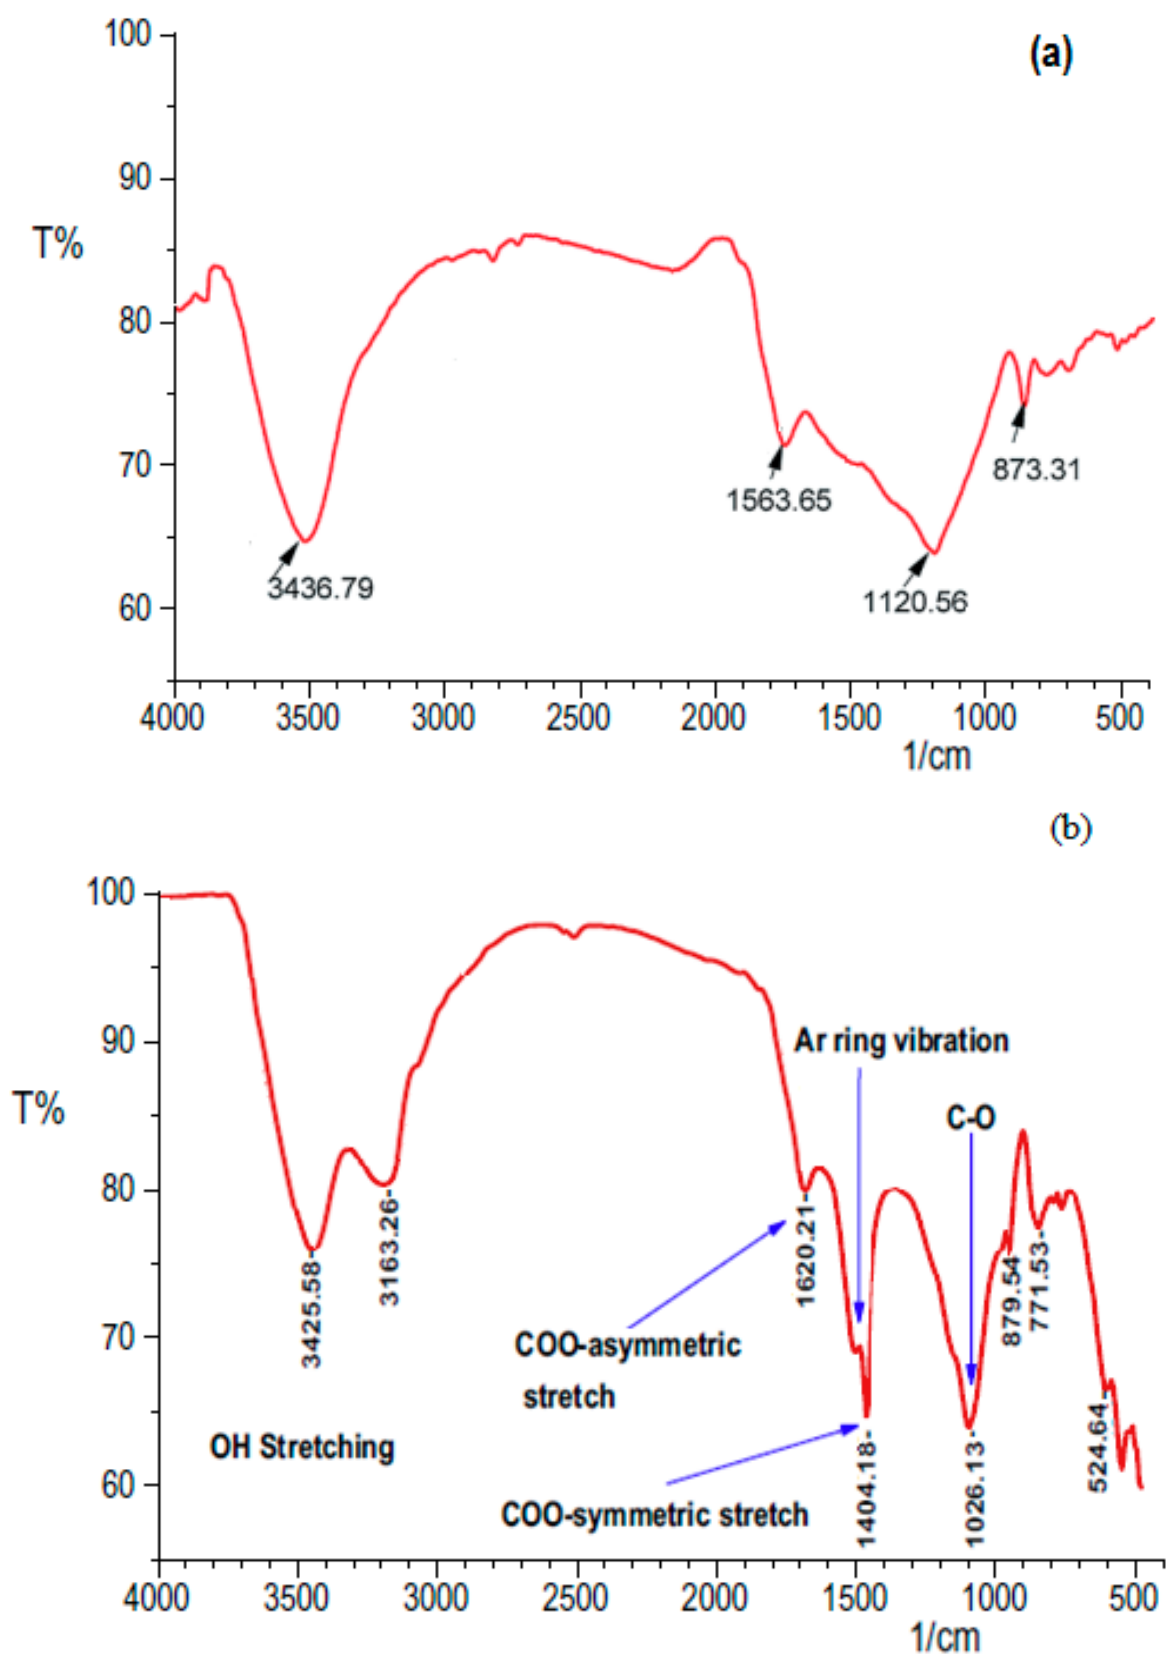 (a)
100
90
T%
80
70
60
3436.79
1563.65
1120.56
873.31
4000 3500 3000 2500 2000 1500 1000 500
1/cm
(b)
100
90
T%
80
70
60
Ar ring vibration
C-O
3425.58-
3163.26-
1620.21-
1404.18-
1026.13-
879.54
771.53-
524.64-
COO-asymmetric
stretch
OH Stretching
COO-symmetric stretch
4000 3500 3000 2500 2000 1500 1000 500
1/cm